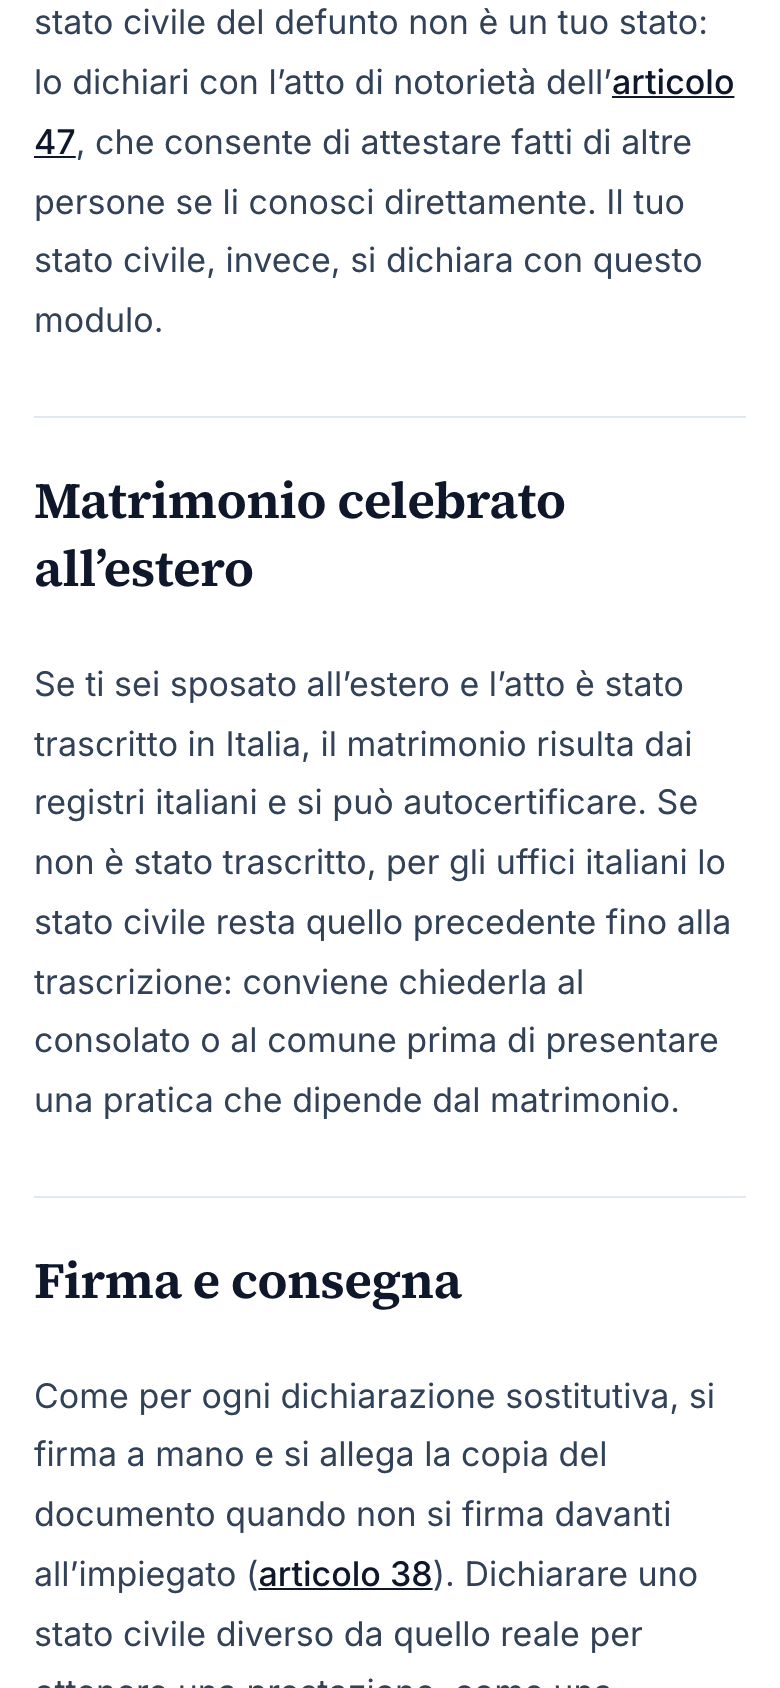 stato civile del defunto non è un tuo stato:
lo dichiari con l’atto di notorietà dell’articolo
47, che consente di attestare fatti di altre
persone se li conosci direttamente. Il tuo
stato civile, invece, si dichiara con questo
modulo.
Matrimonio celebrato
all’estero
Se ti sei sposato all’estero e l’atto è stato
trascritto in Italia, il matrimonio risulta dai
registri italiani e si può autocertificare. Se
non è stato trascritto, per gli uffici italiani lo
stato civile resta quello precedente fino alla
trascrizione: conviene chiederla al
consolato o al comune prima di presentare
una pratica che dipende dal matrimonio.
Firma e consegna
Come per ogni dichiarazione sostitutiva, si
firma a mano e si allega la copia del
documento quando non si firma davanti
all’impiegato (articolo 38). Dichiarare uno
stato civile diverso da quello reale per